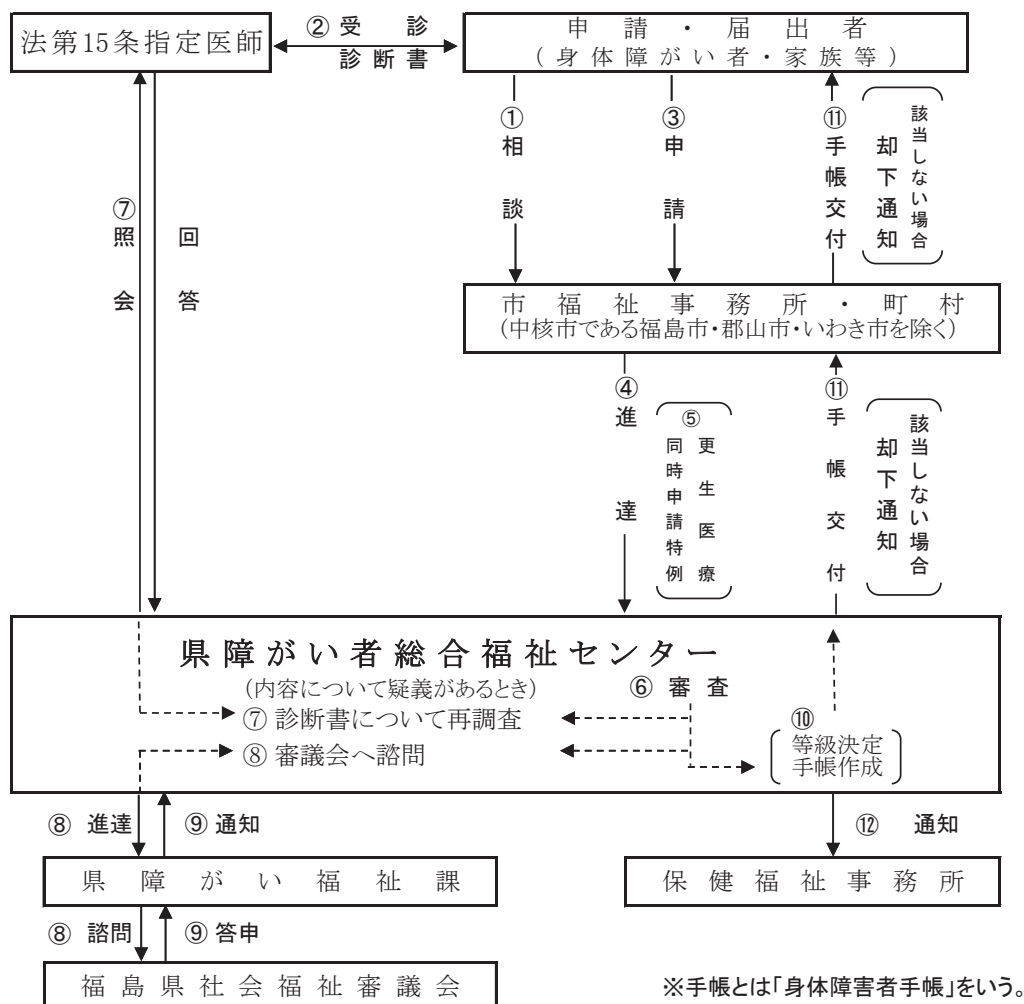 法第15条指定医師
② 受 診
診 断 書
申 請 ・ 届 出 者
(身体障がい者・家族等)
①相談
③申請
⑪手帳交付
却下通知
該当しない場合
⑦照会
回答
市 福 祉 事 務 所 ・ 町 村
(中核市である福島市・郡山市・いわき市を除く)
④進達
⑤
更生医療
同時申請特例
⑪手帳交付
却下通知
該当しない場合
県障がい者総合福祉センター
(内容について疑義があるとき)
⑥ 審 査
⑦ 診断書について再調査
⑧ 審議会へ諮問
⑩
等級決定
手帳作成
⑧ 進達
⑨ 通知
⑫ 通知
県 障 が い 福 祉 課
保 健 福 祉 事 務 所
⑧ 諮問
⑨ 答申
福 島 県 社 会 福 祉 審 議 会
※手帳とは「身体障害者手帳」をいう。